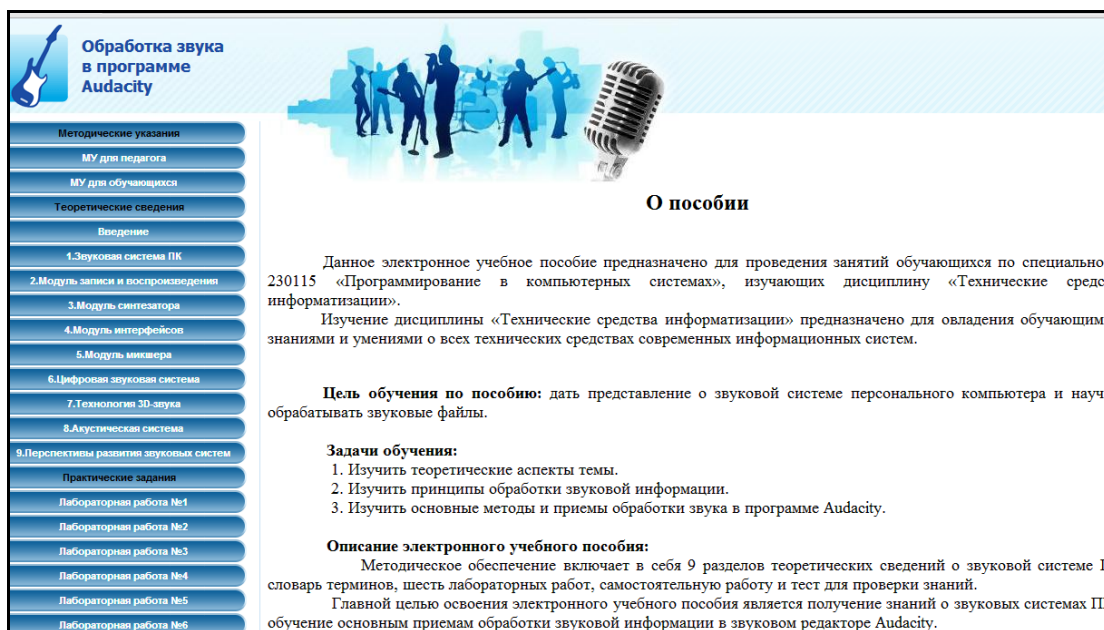 Обработка звука
в программе
Audacity
Методические указания
МУ для педагога
МУ для обучающихся
Теоретические сведения
Введение
1.Звуковая система ПК
2.Модуль записи и воспроизведения
3.Модуль синтезатора
4.Модуль интерфейсов
5.Модуль микшера
6.Цифровая звуковая система
7.Технология 3D-звука
8.Акустическая система
9.Перспективы развития звуковых систем
Практические задания
Лабораторная работа №1
Лабораторная работа №2
Лабораторная работа №3
Лабораторная работа №4
Лабораторная работа №5
Лабораторная работа №6
О пособии
Данное электронное учебное пособие предназначено для проведения занятий обучающихся по специально
230115 «Программирование в компьютерных системах», изучающих дисциплину «Технические средс
информатизации».
Изучение дисциплины «Технические средства информатизации» предназначено для овладения обучающим
знаниями и умениями о всех технических средствах современных информационных систем.
Цель обучения по пособию: дать представление о звуковой системе персонального компьютера и науч
обрабатывать звуковые файлы.
Задачи обучения:
1. Изучить теоретические аспекты темы.
2. Изучить принципы обработки звуковой информации.
3. Изучить основные методы и приемы обработки звука в программе Audacity.
Описание электронного учебного пособия:
Методическое обеспечение включает в себя 9 разделов теоретических сведений о звуковой системе
словарь терминов, шесть лабораторных работ, самостоятельную работу и тест для проверки знаний.
Главной целью освоения электронного учебного пособия является получение знаний о звуковых системах ПК
обучение основным приемам обработки звуковой информации в звуковом редакторе Audacity.